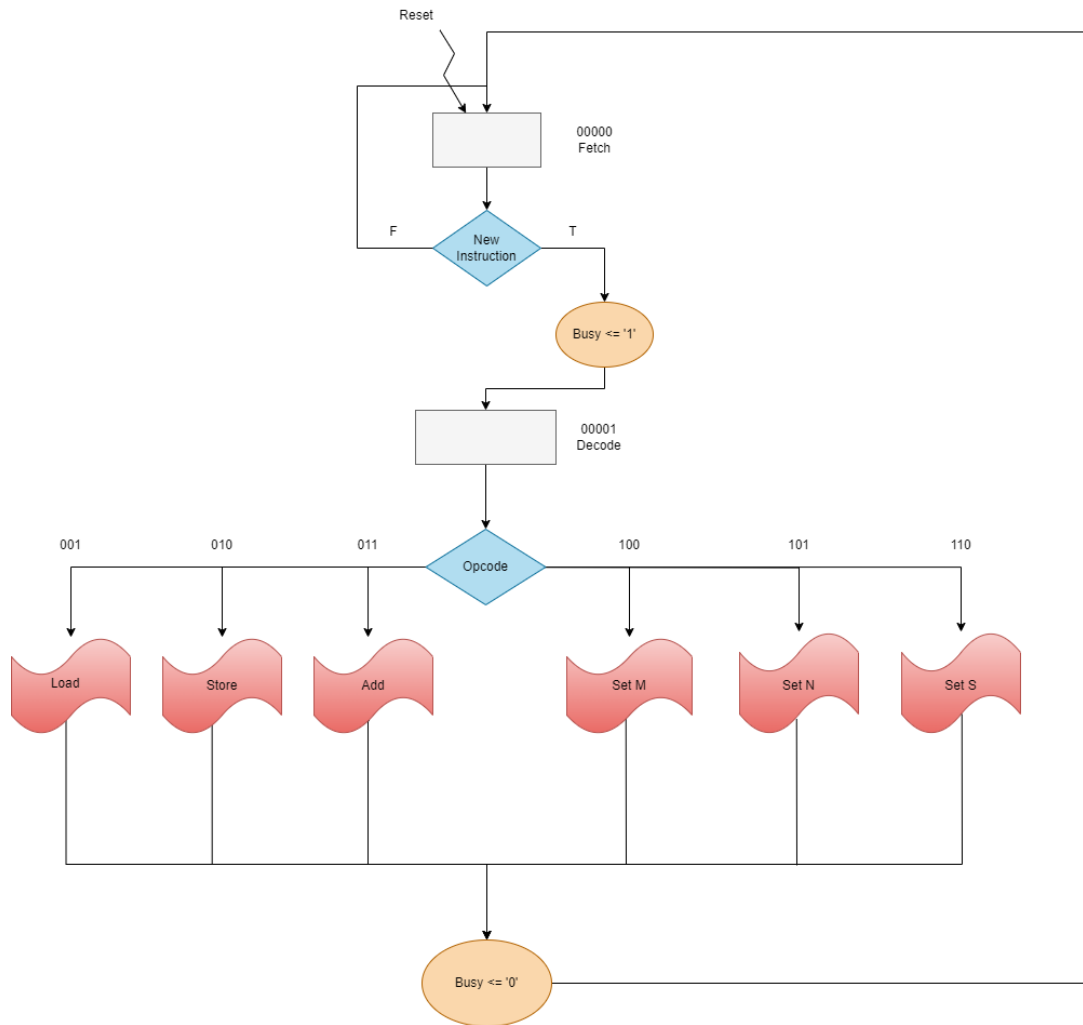 Reset
00000
Fetch
F
New
Instruction
T
Busy <= '1'
00001
Decode
001
010
011
Opcode
100
101
110
Load
Store
Add
Set M
Set N
Set S
Busy <= '0'